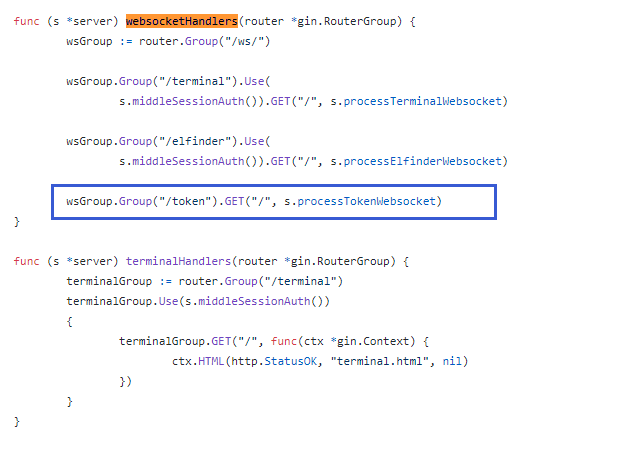 func (s *server) websocketHandlers(router *gin.RouterGroup) {
wsGroup := router.Group("/ws/")
wsGroup.Group("/terminal").Use(
s.middleSessionAuth()).GET("/", s.processTerminalWebsocket)
wsGroup.Group("/elfinder").Use(
s.middleSessionAuth()).GET("/", s.processElfinderWebsocket)
wsGroup.Group("/token").GET("/", s.processTokenWebsocket)
}
func (s *server) terminalHandlers(router *gin.RouterGroup) {
terminalGroup := router.Group("/terminal")
terminalGroup.Use(s.middleSessionAuth())
{
terminalGroup.GET("/", func(ctx *gin.Context) {
ctx.HTML(http.StatusOK, "terminal.html", nil)
})
}
}